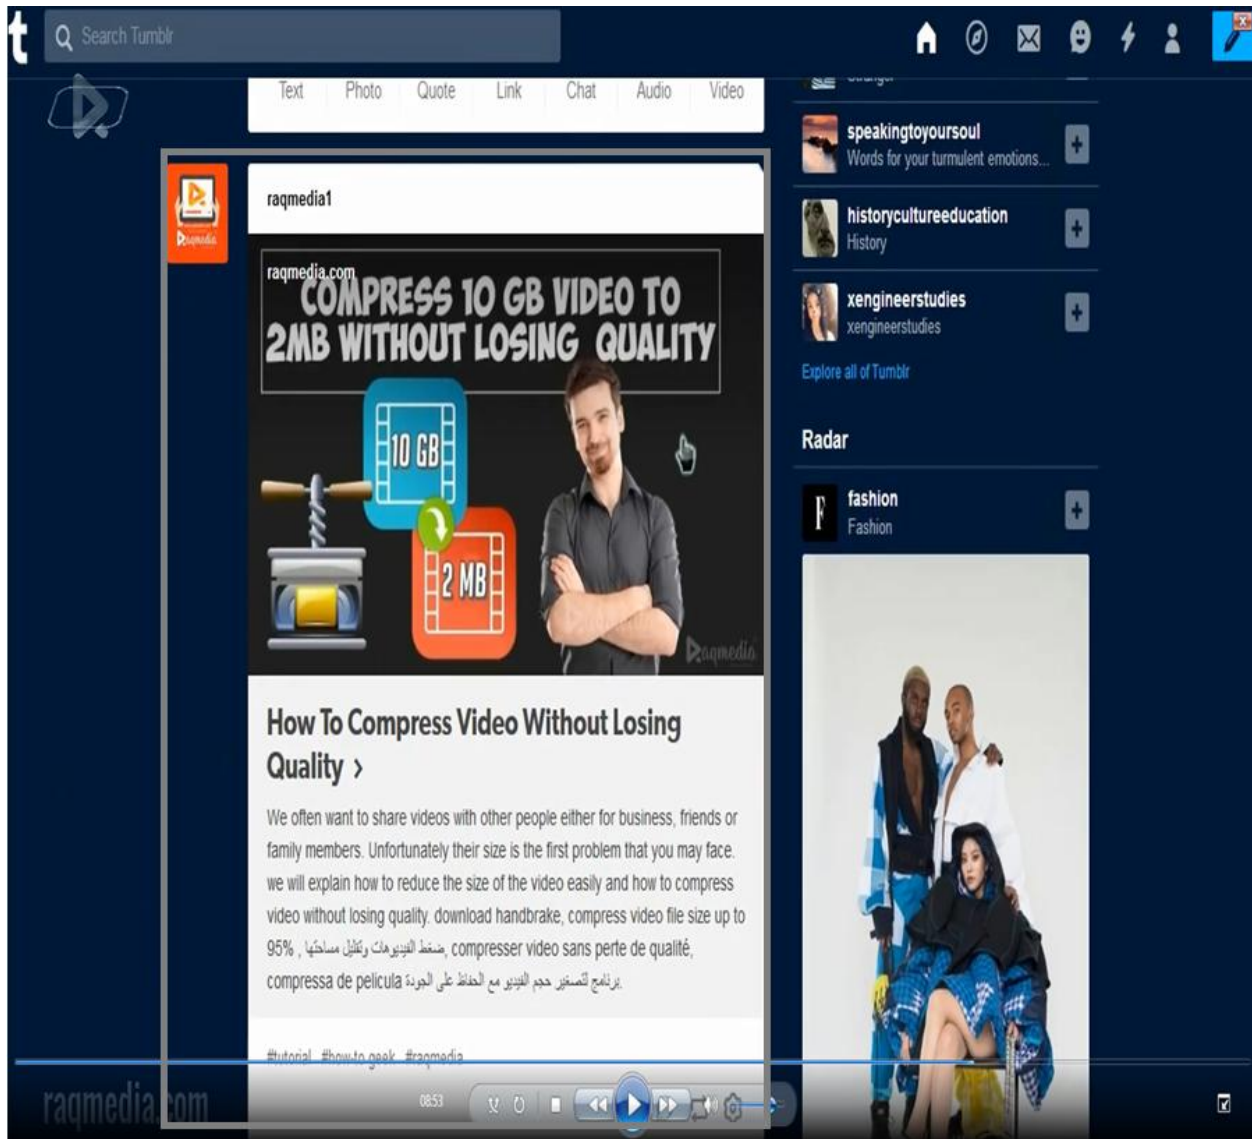 t
Search Tumblr
Text Photo Quote Link Chat Audio Video
raqmedia1
Raqmedia
raqmedia.com
COMPRESS 10 GB VIDEO TO
2MB WITHOUT LOSING QUALITY
10 GB
2 MB
Raqmedia
How To Compress Video Without Losing
Quality >
We often want to share videos with other people either for business, friends or
family members. Unfortunately their size is the first problem that you may face.
we will explain how to reduce the size of the video easily and how to compress
video without losing quality. download handbrake, compress video file size up to
95% , ضغط الفيديوهات وتقليل مساحتها, compresser video sans perte de qualité,
compressa de pelicula برنامج لتصغير حجم الفيديو مع الحفاظ على الجودة.
#tutorial #how-to geek #raqmedia
raqmedia.com
08:53
speakingtoyoursoul
Words for your turmulent emotions...
historycultureeducation
History
xengineerstudies
xengineerstudies
Explore all of Tumblr
Radar
F
fashion
Fashion